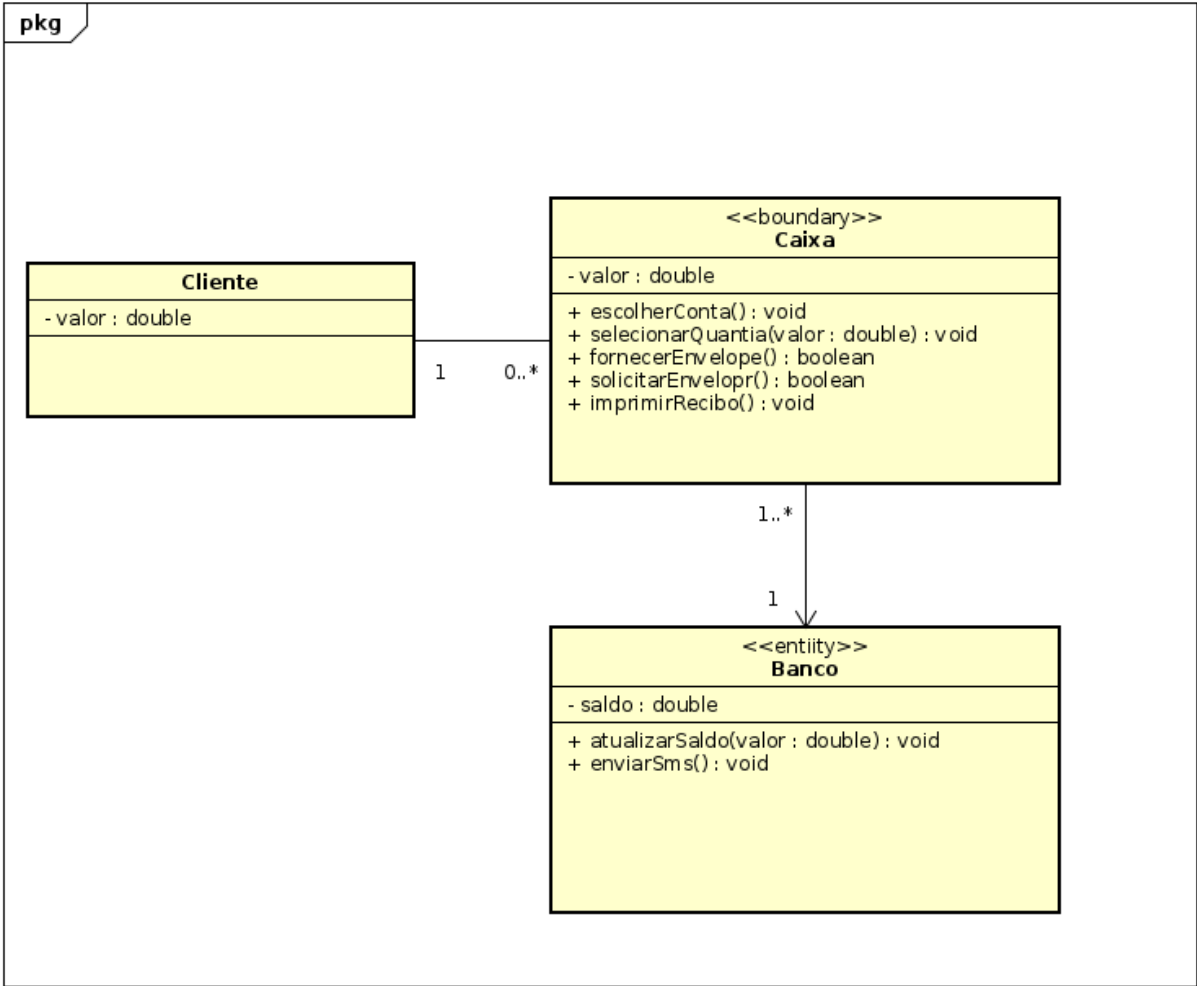 pkg
<<boundary>>
Caixa
- valor : double
+ escolherConta() : void
+ selecionarQuantia(valor : double) : void
+ fornecerEnvelope() : boolean
+ solicitarEnvelopr() : boolean
+ imprimirRecibo() : void
Cliente
- valor : double
1
0..*
1..*
1
<<entiity>>
Banco
- saldo : double
+ atualizarSaldo(valor : double) : void
+ enviarSms() : void